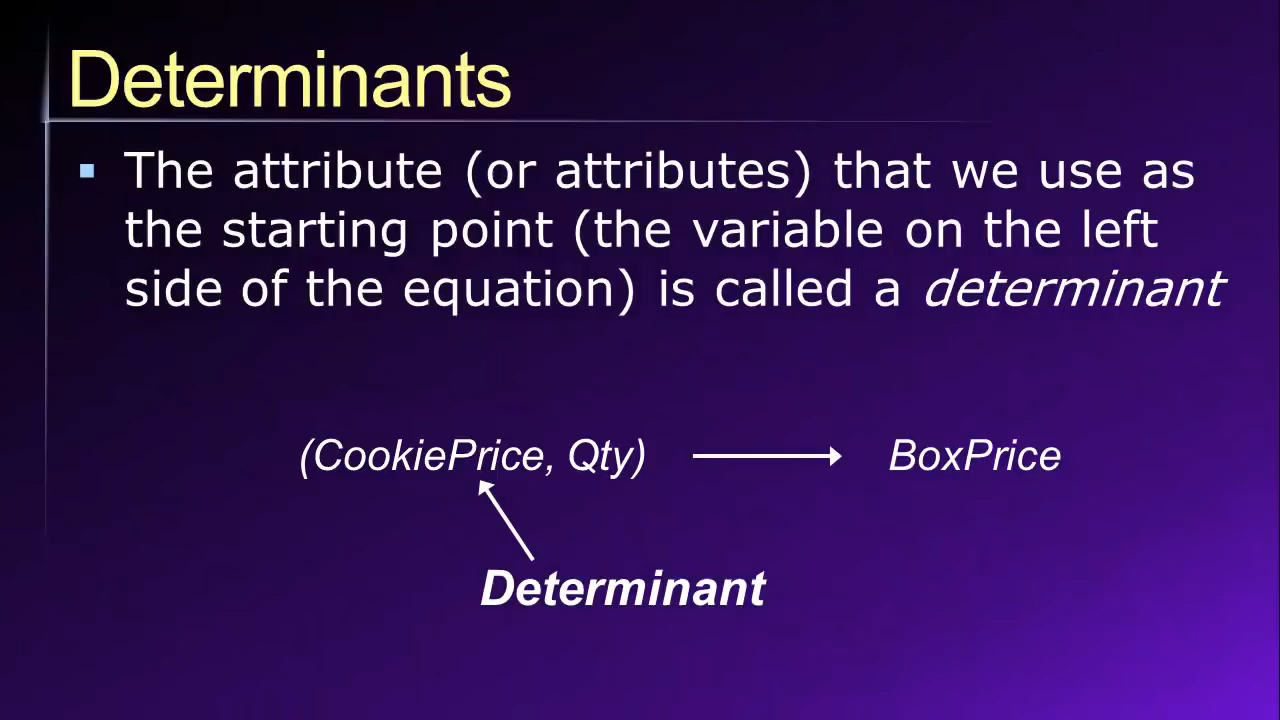 Determinants
▪ The attribute (or attributes) that we use as
the starting point (the variable on the left
side of the equation) is called a determinant
(CookiePrice, Qty) → BoxPrice
Determinant